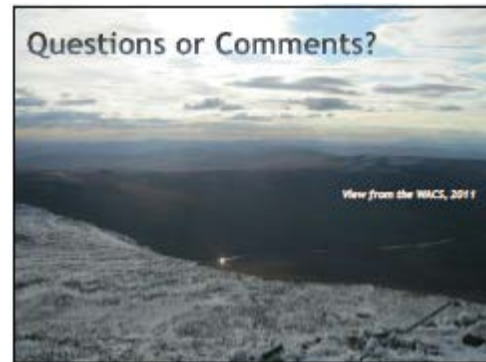 Questions or Comments?
View from the WACS, 2011